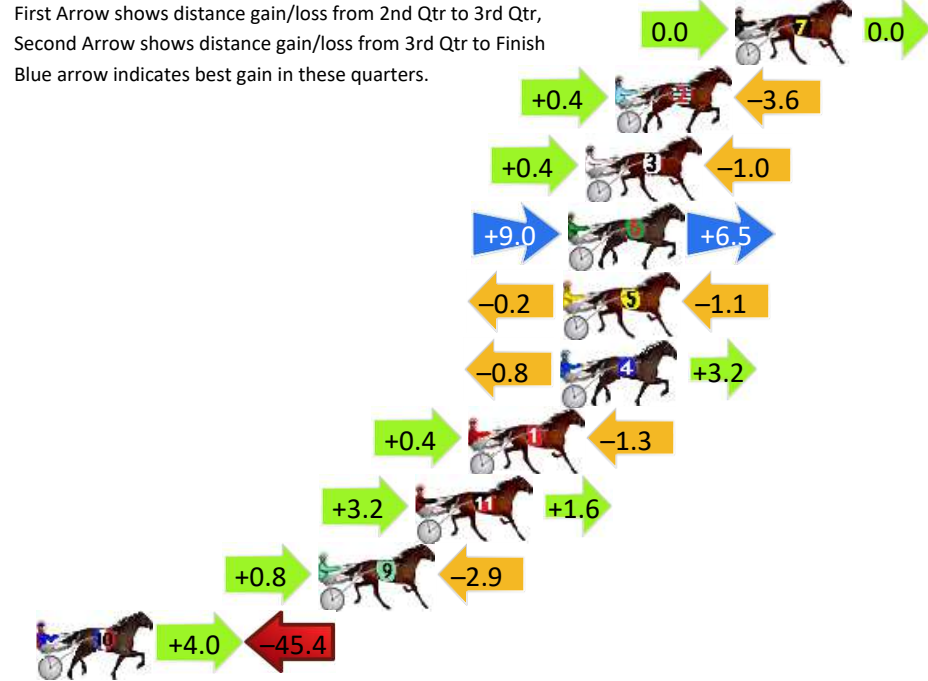 First Arrow shows distance gain/loss from 2nd Qtr to 3rd Qtr,
Second Arrow shows distance gain/loss from 3rd Qtr to Finish
Blue arrow indicates best gain in these quarters.
0.0 7 0.0
+0.4 2 –3.6
+0.4 3 –1.0
+9.0 6 +6.5
–0.2 5 –1.1
–0.8 4 +3.2
+0.4 1 –1.3
+3.2 11 +1.6
+0.8 9 –2.9
10 +4.0 –45.4